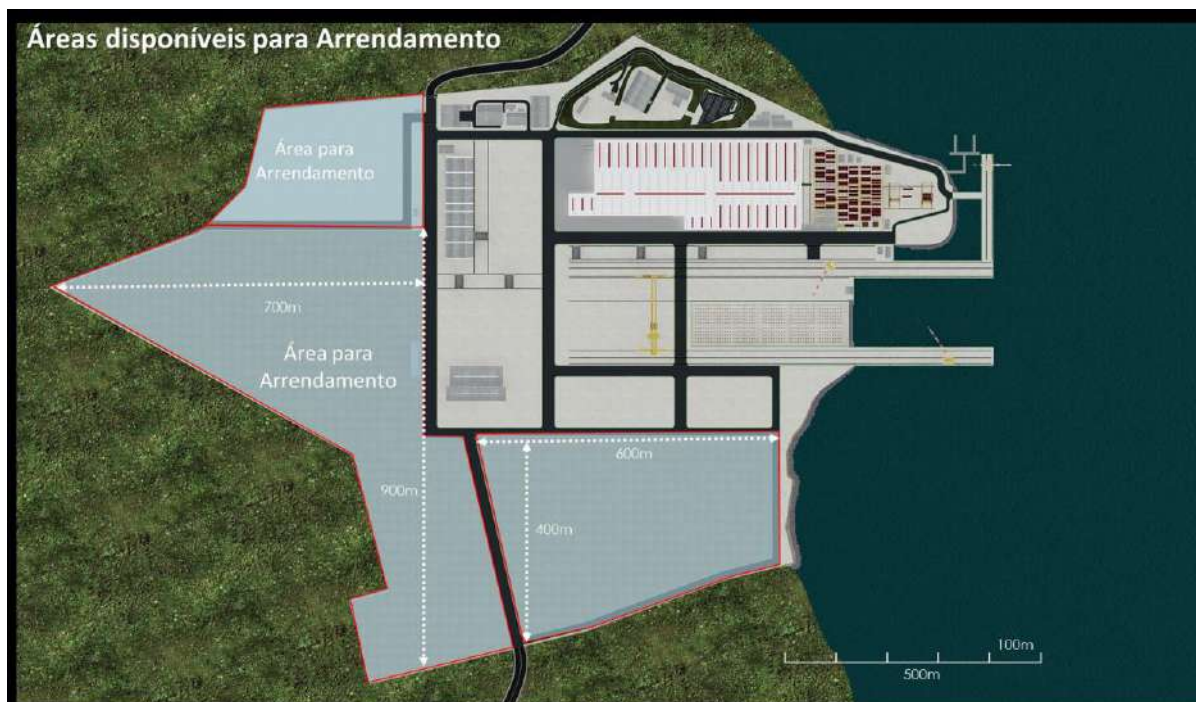 Áreas disponíveis para Arrendamento
Área para
Arrendamento
700m
Área para
Arrendamento
600m
900m
400m
100m
500m